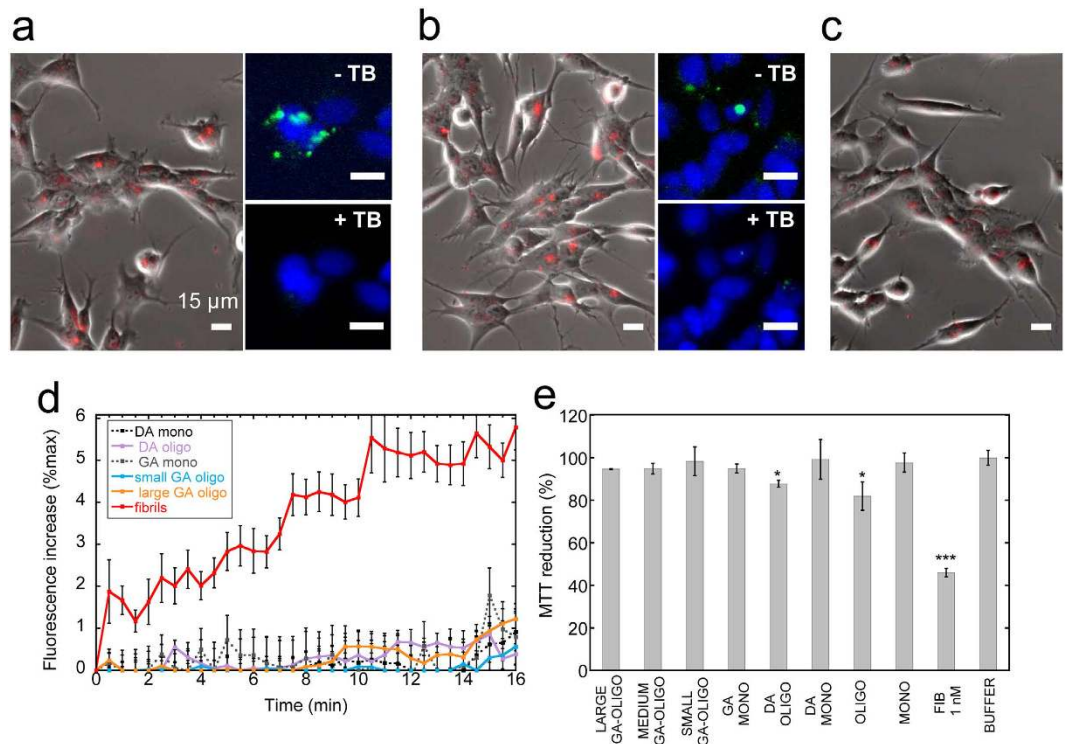 a
b
c
- TB
+ TB
15 μm
- TB
+ TB
d
Fluorescence increase (%max)
6
5
4
3
2
1
0
DA mono
DA oligo
GA mono
small GA oligo
large GA oligo
fibrils
0 2 4 6 8 10 12 14 16
Time (min)
e
MTT reduction (%)
120
100
80
60
40
20
0
*
*
***
LARGE
GA-OLIGO
MEDIUM
GA-OLIGO
SMALL
GA-OLIGO
GA
MONO
DA
OLIGO
DA
MONO
OLIGO
MONO
FIB
1 nM
BUFFER